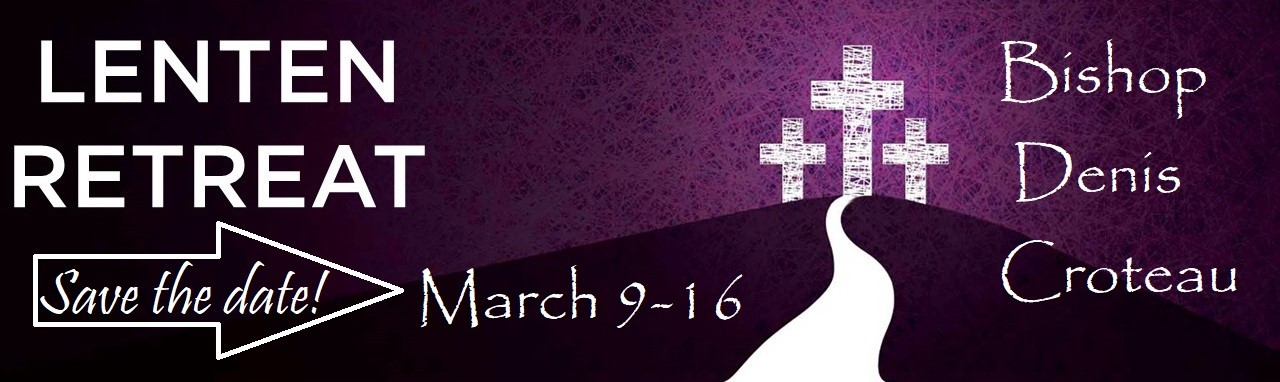 LENTEN
RETREAT
Save the date!
March 9-16
Bishop
Denis
Croteau